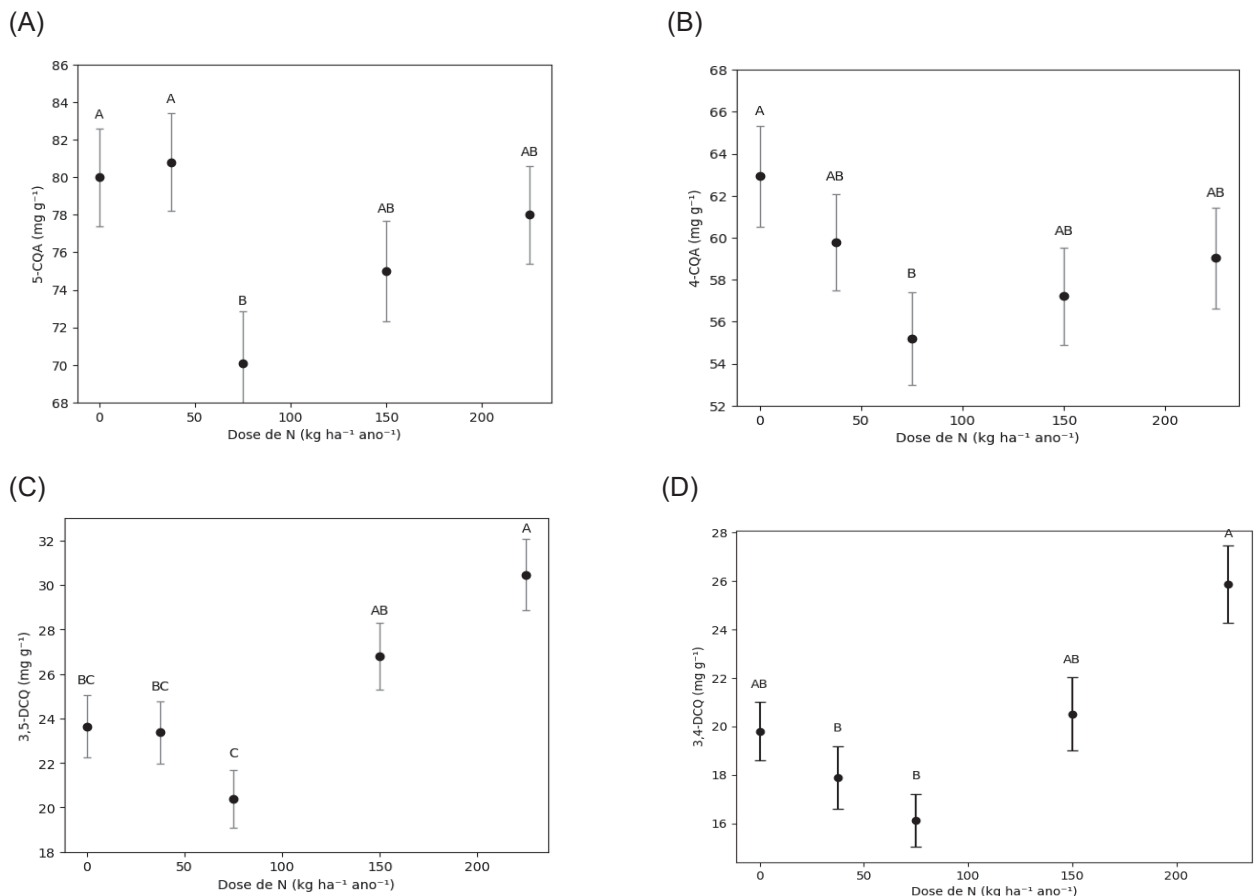 (A)
86
84
82
80
78
76
74
72
70
68
5-CQA (mg g⁻¹)
A
A
B
AB
AB
0 50 100 150 200
Dose de N (kg ha⁻¹ ano⁻¹)
(B)
68
66
64
62
60
58
56
54
52
4-CQA (mg g⁻¹)
A
AB
B
AB
AB
0 50 100 150 200
Dose de N (kg ha⁻¹ ano⁻¹)
(C)
32
30
28
26
24
22
20
18
3,5-DCQ (mg g⁻¹)
BC
BC
C
AB
A
0 50 100 150 200
Dose de N (kg ha⁻¹ ano⁻¹)
(D)
28
26
24
22
20
18
16
3,4-DCQ (mg g⁻¹)
AB
B
B
AB
A
0 50 100 150 200
Dose de N (kg ha⁻¹ ano⁻¹)